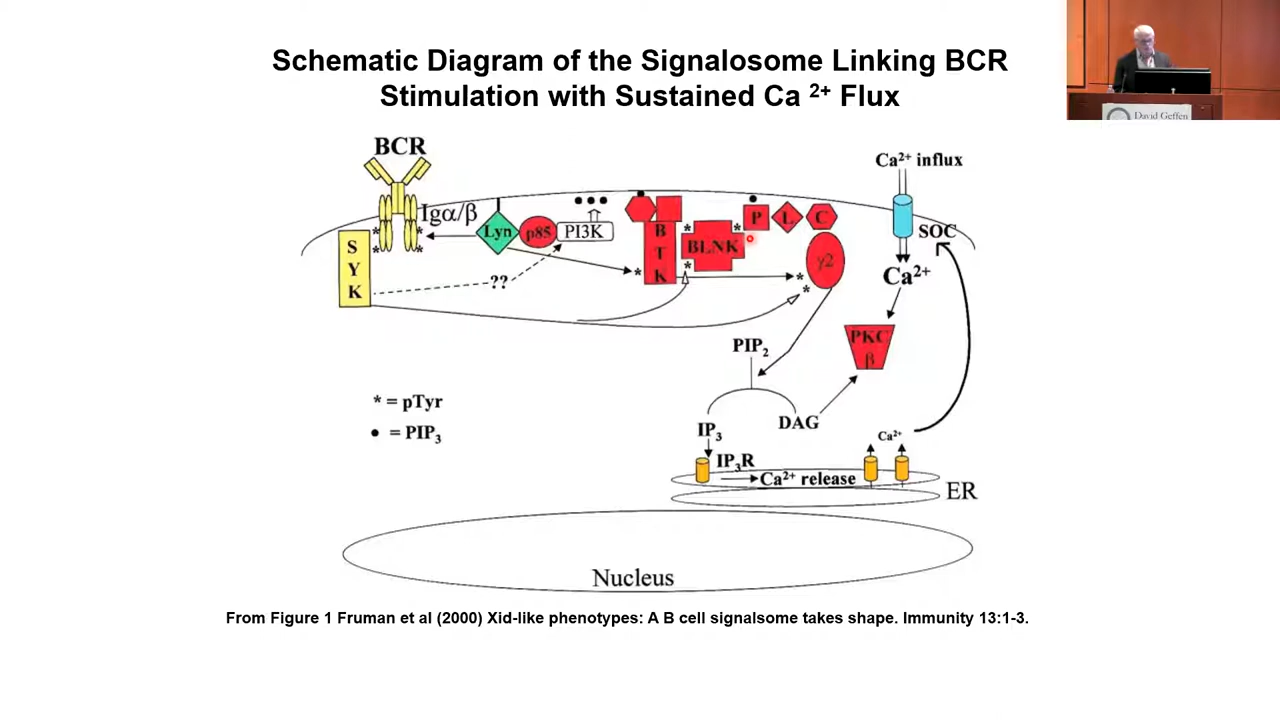 Schematic Diagram of the Signalosome Linking BCR
Stimulation with Sustained Ca 2+ Flux
David Geffen
BCR
Ca2+ influx
Igα/β
Lyn
p85
PI3K
B
T
K
BLNK
P
L
C
γ2
SOC
S
Y
K
* * * *
??
* * * * * *
Ca2+
PKC
β
PIP2
* = pTyr
• = PIP3
IP3
DAG
Ca2+
IP3R
Ca2+ release
ER
Nucleus
From Figure 1 Fruman et al (2000) Xid-like phenotypes: A B cell signalsome takes shape. Immunity 13:1-3.